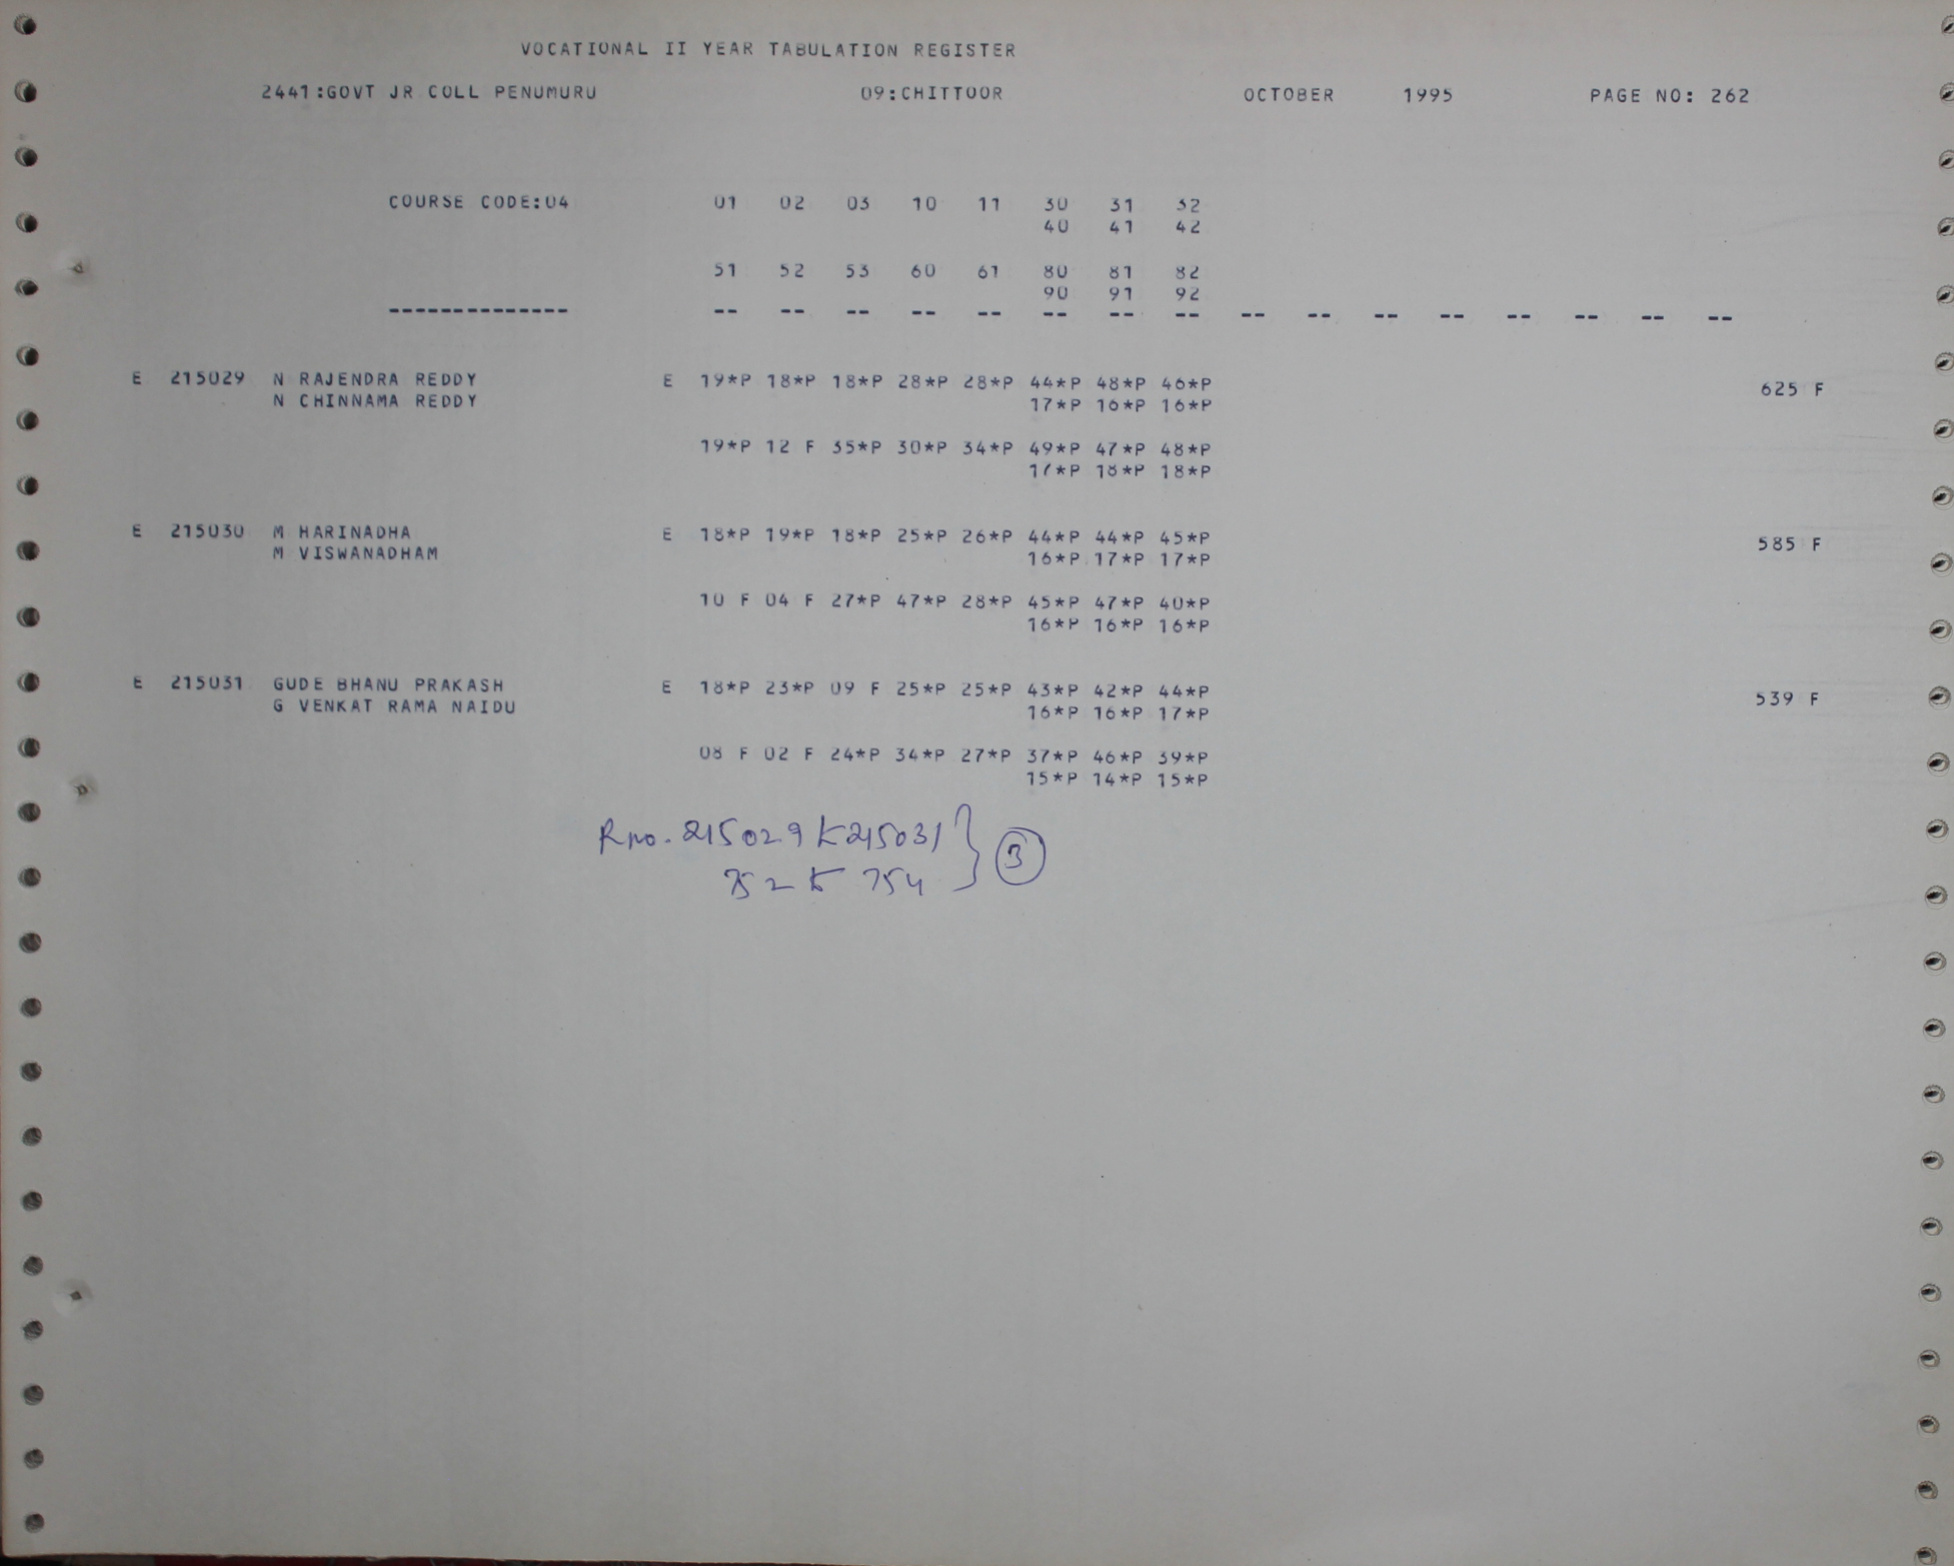 VOCATIONAL II YEAR TABULATION REGISTER
2441:GOVT JR COLL PENUMURU 09:CHITTOOR OCTOBER 1995 PAGE NO: 262
COURSE CODE:04 01 02 03 10 11 30 31 32
40 41 42
51 52 53 60 61 80 81 82
90 91 92
-------------- -- -- -- -- -- -- -- -- -- -- -- -- -- -- -- --
E 215029 N RAJENDRA REDDY E 19*P 18*P 18*P 28*P 28*P 44*P 48*P 46*P 625 F
N CHINNAMA REDDY 17*P 16*P 16*P
19*P 12 F 35*P 30*P 34*P 49*P 47*P 48*P
17*P 18*P 18*P
E 215030 M HARINADHA E 18*P 19*P 18*P 25*P 26*P 44*P 44*P 45*P 585 F
M VISWANADHAM 16*P 17*P 17*P
10 F 04 F 27*P 47*P 28*P 45*P 47*P 40*P
16*P 16*P 16*P
E 215031 GUDE BHANU PRAKASH E 18*P 23*P 09 F 25*P 25*P 43*P 42*P 44*P 539 F
G VENKAT RAMA NAIDU 16*P 16*P 17*P
08 F 02 F 24*P 34*P 27*P 37*P 46*P 39*P
15*P 14*P 15*P
Rno. 215029 to 215031 } 3
752 to 754